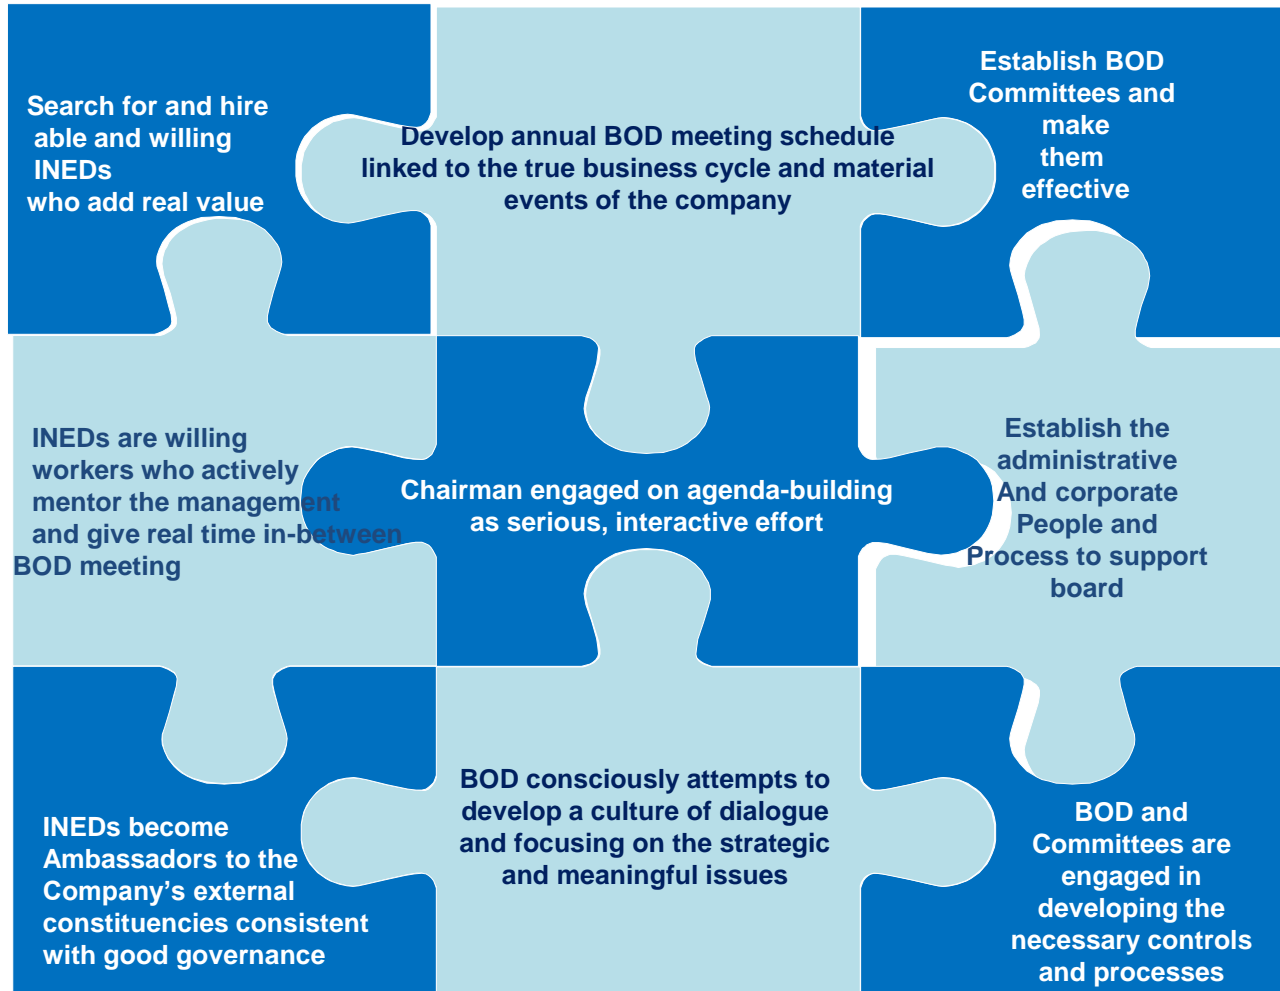 Search for and hire
able and willing
INEDs
who add real value
Develop annual BOD meeting schedule
linked to the true business cycle and material
events of the company
Establish BOD
Committees and
make
them
effective
INEDs are willing
workers who actively
mentor the management
and give real time in-between
BOD meeting
Chairman engaged on agenda-building
as serious, interactive effort
Establish the
administrative
And corporate
People and
Process to support
board
INEDs become
Ambassadors to the
Company’s external
constituencies consistent
with good governance
BOD consciously attempts to
develop a culture of dialogue
and focusing on the strategic
and meaningful issues
BOD and
Committees are
engaged in
developing the
necessary controls
and processes